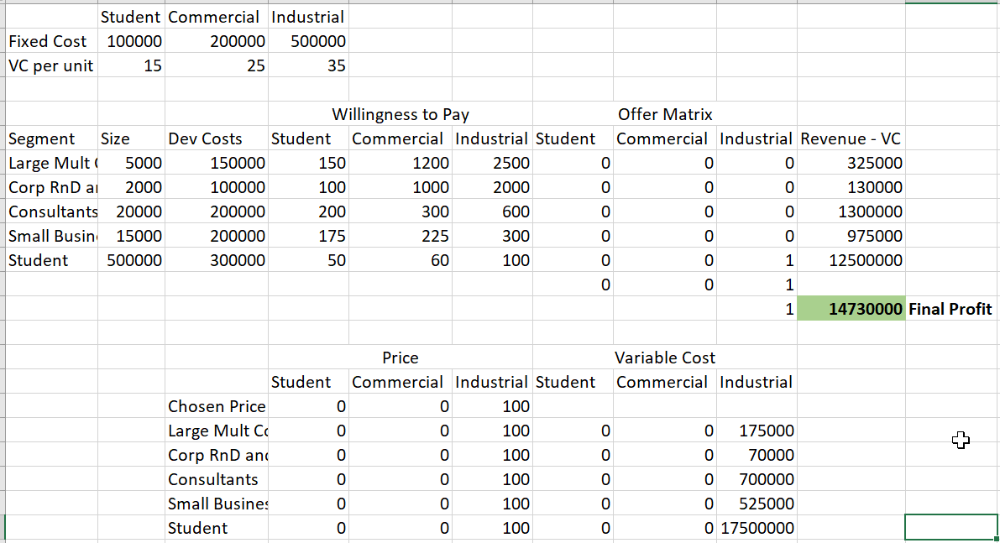 Student Commercial Industrial
Fixed Cost 100000 200000 500000
VC per unit 15 25 35
Willingness to Pay Offer Matrix
Segment Size Dev Costs Student Commercial Industrial Student Commercial Industrial Revenue - VC
Large Mult 5000 150000 150 1200 2500 0 0 0 325000
Corp RnD 2000 100000 100 1000 2000 0 0 0 130000
Consultants 20000 200000 200 300 600 0 0 0 1300000
Small Busin 15000 200000 175 225 300 0 0 0 975000
Student 500000 300000 50 60 100 0 0 1 12500000
0 0 1
1 14730000 Final Profit
Price Variable Cost
Student Commercial Industrial Student Commercial Industrial
Chosen Price 0 0 100
Large Mult Co 0 0 100 0 0 175000
Corp RnD and 0 0 100 0 0 70000
Consultants 0 0 100 0 0 700000
Small Busines 0 0 100 0 0 525000
Student 0 0 100 0 0 17500000